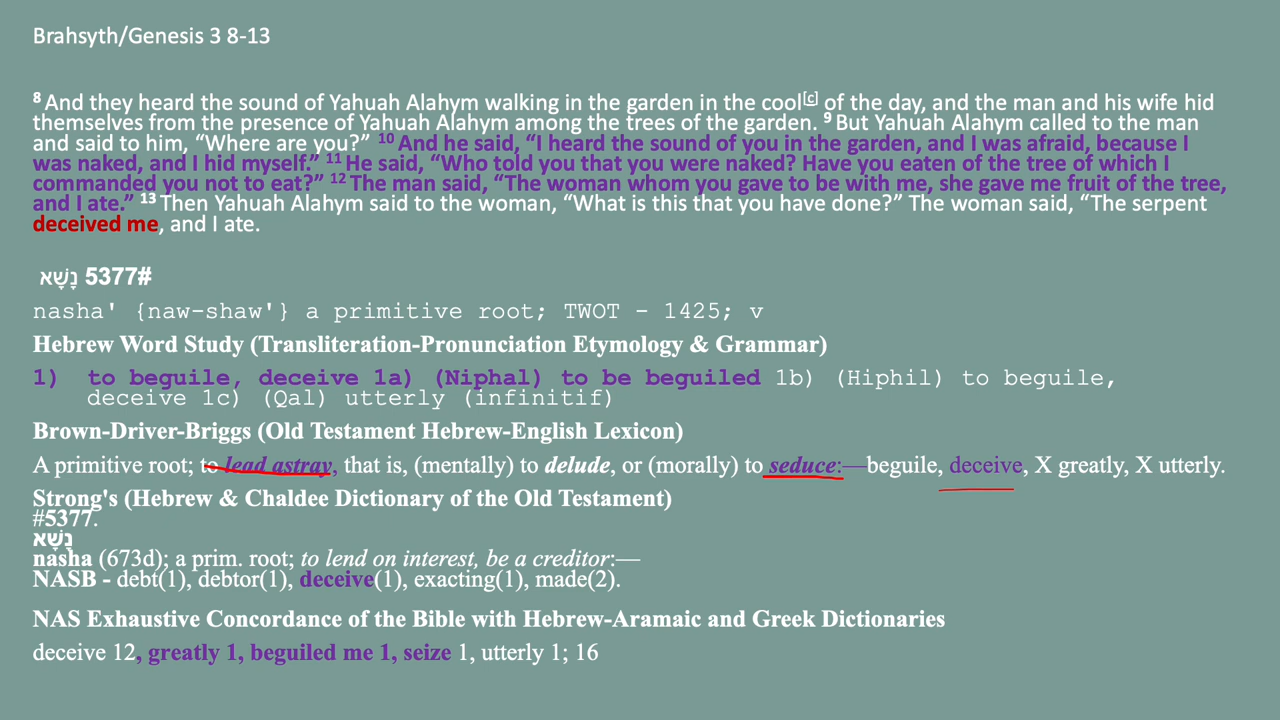 Brahsyth/Genesis 3 8-13
8 And they heard the sound of Yahuah Alahym walking in the garden in the cool[c] of the day, and the man and his wife hid
themselves from the presence of Yahuah Alahym among the trees of the garden. 9 But Yahuah Alahym called to the man
and said to him, “Where are you?” 10 And he said, “I heard the sound of you in the garden, and I was afraid, because I
was naked, and I hid myself.” 11 He said, “Who told you that you were naked? Have you eaten of the tree of which I
commanded you not to eat?” 12 The man said, “The woman whom you gave to be with me, she gave me fruit of the tree,
and I ate.” 13 Then Yahuah Alahym said to the woman, “What is this that you have done?” The woman said, “The serpent
deceived me, and I ate.
נָשָׁא 5377#
nasha' {naw-shaw'} a primitive root; TWOT - 1425; v
Hebrew Word Study (Transliteration-Pronunciation Etymology & Grammar)
1) to beguile, deceive 1a) (Niphal) to be beguiled 1b) (Hiphil) to beguile,
deceive 1c) (Qal) utterly (infinitif)
Brown-Driver-Briggs (Old Testament Hebrew-English Lexicon)
A primitive root; to lead astray, that is, (mentally) to delude, or (morally) to seduce:—beguile, deceive, X greatly, X utterly.
Strong's (Hebrew & Chaldee Dictionary of the Old Testament)
#5377.
נָשָׁא
nasha (673d); a prim. root; to lend on interest, be a creditor:—
NASB - debt(1), debtor(1), deceive(1), exacting(1), made(2).
NAS Exhaustive Concordance of the Bible with Hebrew-Aramaic and Greek Dictionaries
deceive 12, greatly 1, beguiled me 1, seize 1, utterly 1; 16